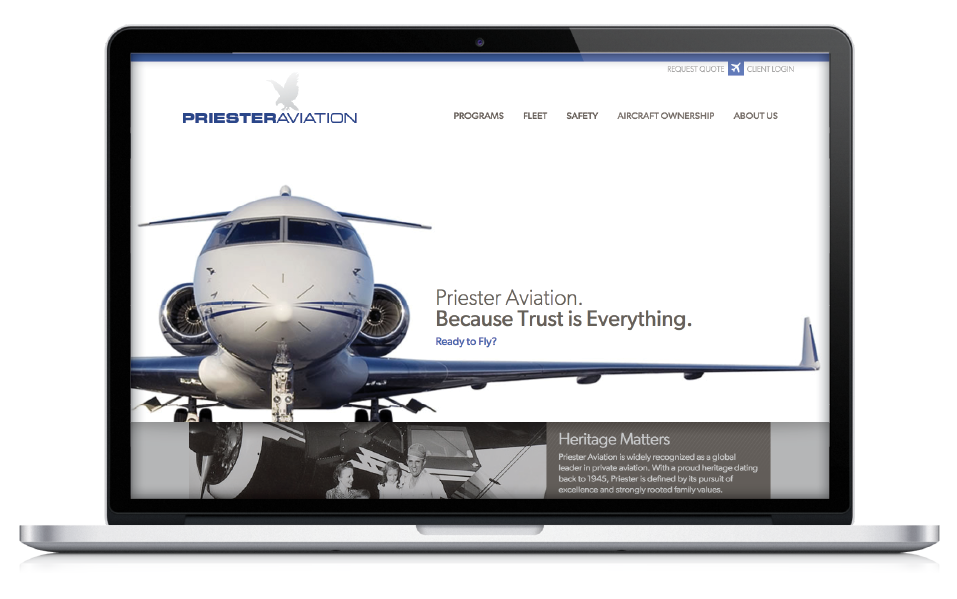 REQUEST QUOTE CLIENT LOGIN
PRIESTERAVIATION
PROGRAMS FLEET SAFETY AIRCRAFT OWNERSHIP ABOUT US
Priester Aviation.
Because Trust is Everything.
Ready to Fly?
Heritage Matters
Priester Aviation is widely recognized as a global
leader in private aviation. With a proud heritage dating
back to 1945, Priester is defined by its pursuit of
excellence and strongly rooted family values.